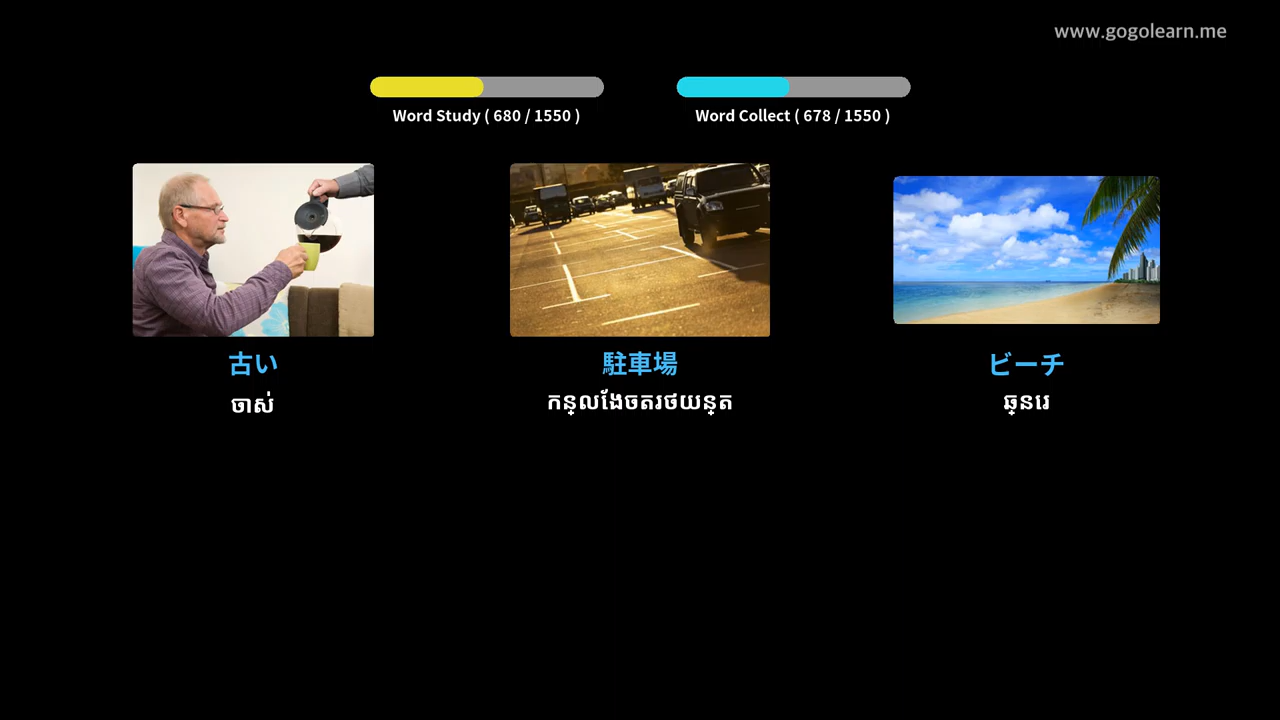 www.gogolearn.me
Word Study ( 680 / 1550 )
Word Collect ( 678 / 1550 )
古い
駐車場
ビーチ
ចាស់
កន្លងែចតរថយន្ត
ឆ្នរេ